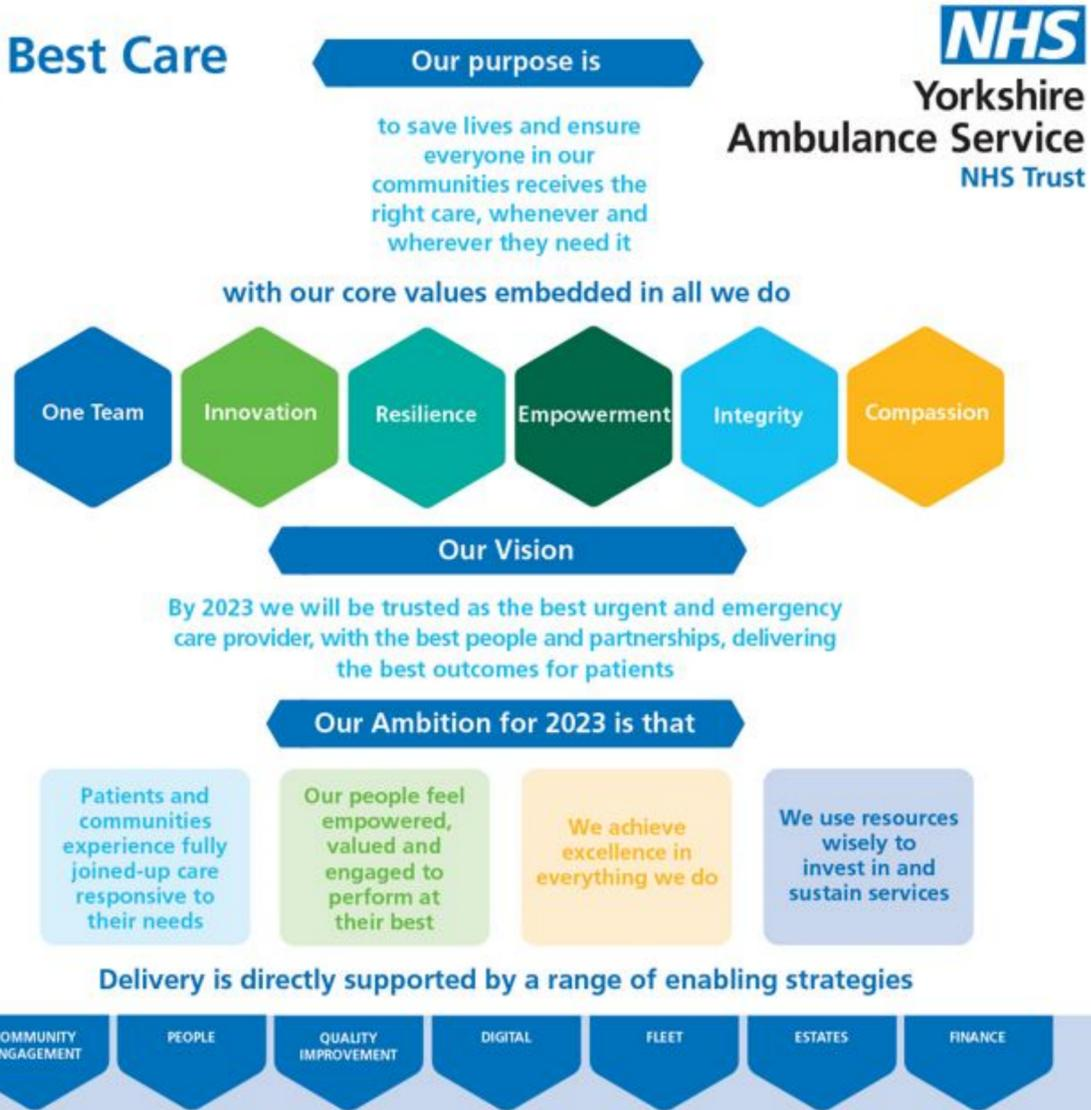 Best Care
NHS
Yorkshire
Ambulance Service
NHS Trust
Our purpose is
to save lives and ensure
everyone in our
communities receives the
right care, whenever and
wherever they need it
with our core values embedded in all we do
One Team
Innovation
Resilience
Empowerment
Integrity
Compassion
Our Vision
By 2023 we will be trusted as the best urgent and emergency
care provider, with the best people and partnerships, delivering
the best outcomes for patients
Our Ambition for 2023 is that
Patients and
communities
experience fully
joined-up care
responsive to
their needs
Our people feel
empowered,
valued and
engaged to
perform at
their best
We achieve
excellence in
everything we do
We use resources
wisely to
invest in and
sustain services
Delivery is directly supported by a range of enabling strategies
OMMUNITY
NGAGEMENT
PEOPLE
QUALITY
IMPROVEMENT
DIGITAL
FLEET
ESTATES
FINANCE